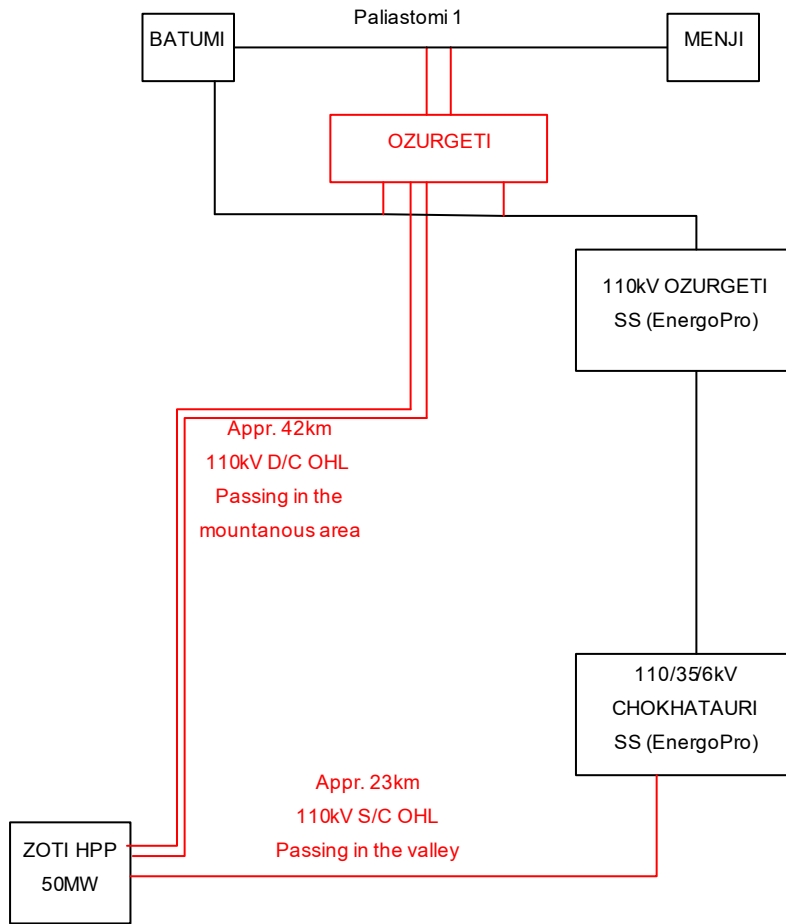 Paliastomi 1
BATUMI
MENJI
OZURGETI
110kV OZURGETI
SS (EnergoPro)
Appr. 42km
110kV D/C OHL
Passing in the
mountanous area
110/35/6kV
CHOKHATAURI
SS (EnergoPro)
Appr. 23km
110kV S/C OHL
Passing in the valley
ZOTI HPP
50MW